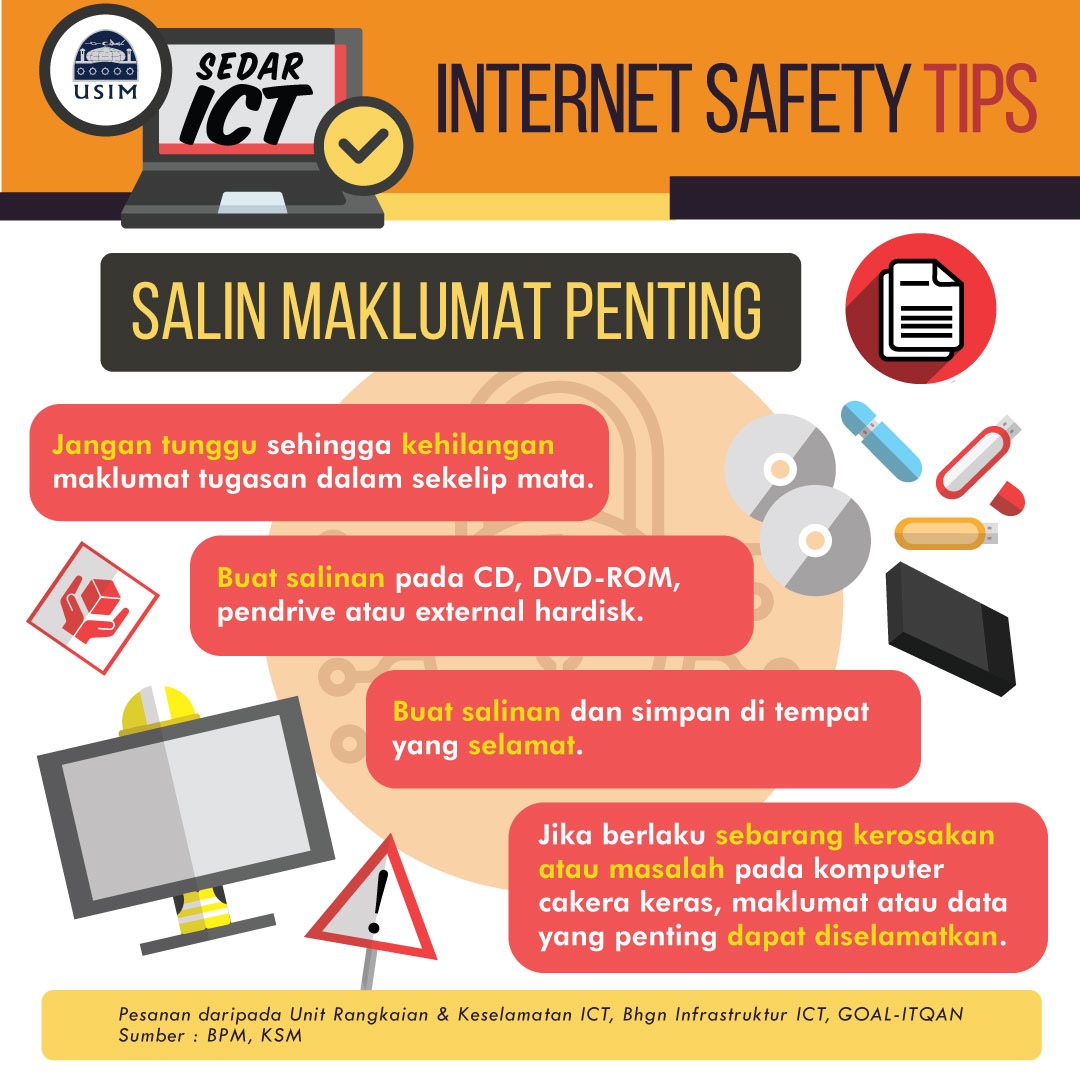 USIM
SEDAR
ICT
INTERNET SAFETY TIPS
SALIN MAKLUMAT PENTING
Jangan tunggu sehingga kehilangan
maklumat tugasan dalam sekelip mata.
Buat salinan pada CD, DVD-ROM,
pendrive atau external hardisk.
Buat salinan dan simpan di tempat
yang selamat.
Jika berlaku sebarang kerosakan
atau masalah pada komputer
cakera keras, maklumat atau data
yang penting dapat diselamatkan.
Pesanan daripada Unit Rangkaian & Keselamatan ICT, Bhgn Infrastruktur ICT, GOAL-ITQAN
Sumber : BPM, KSM